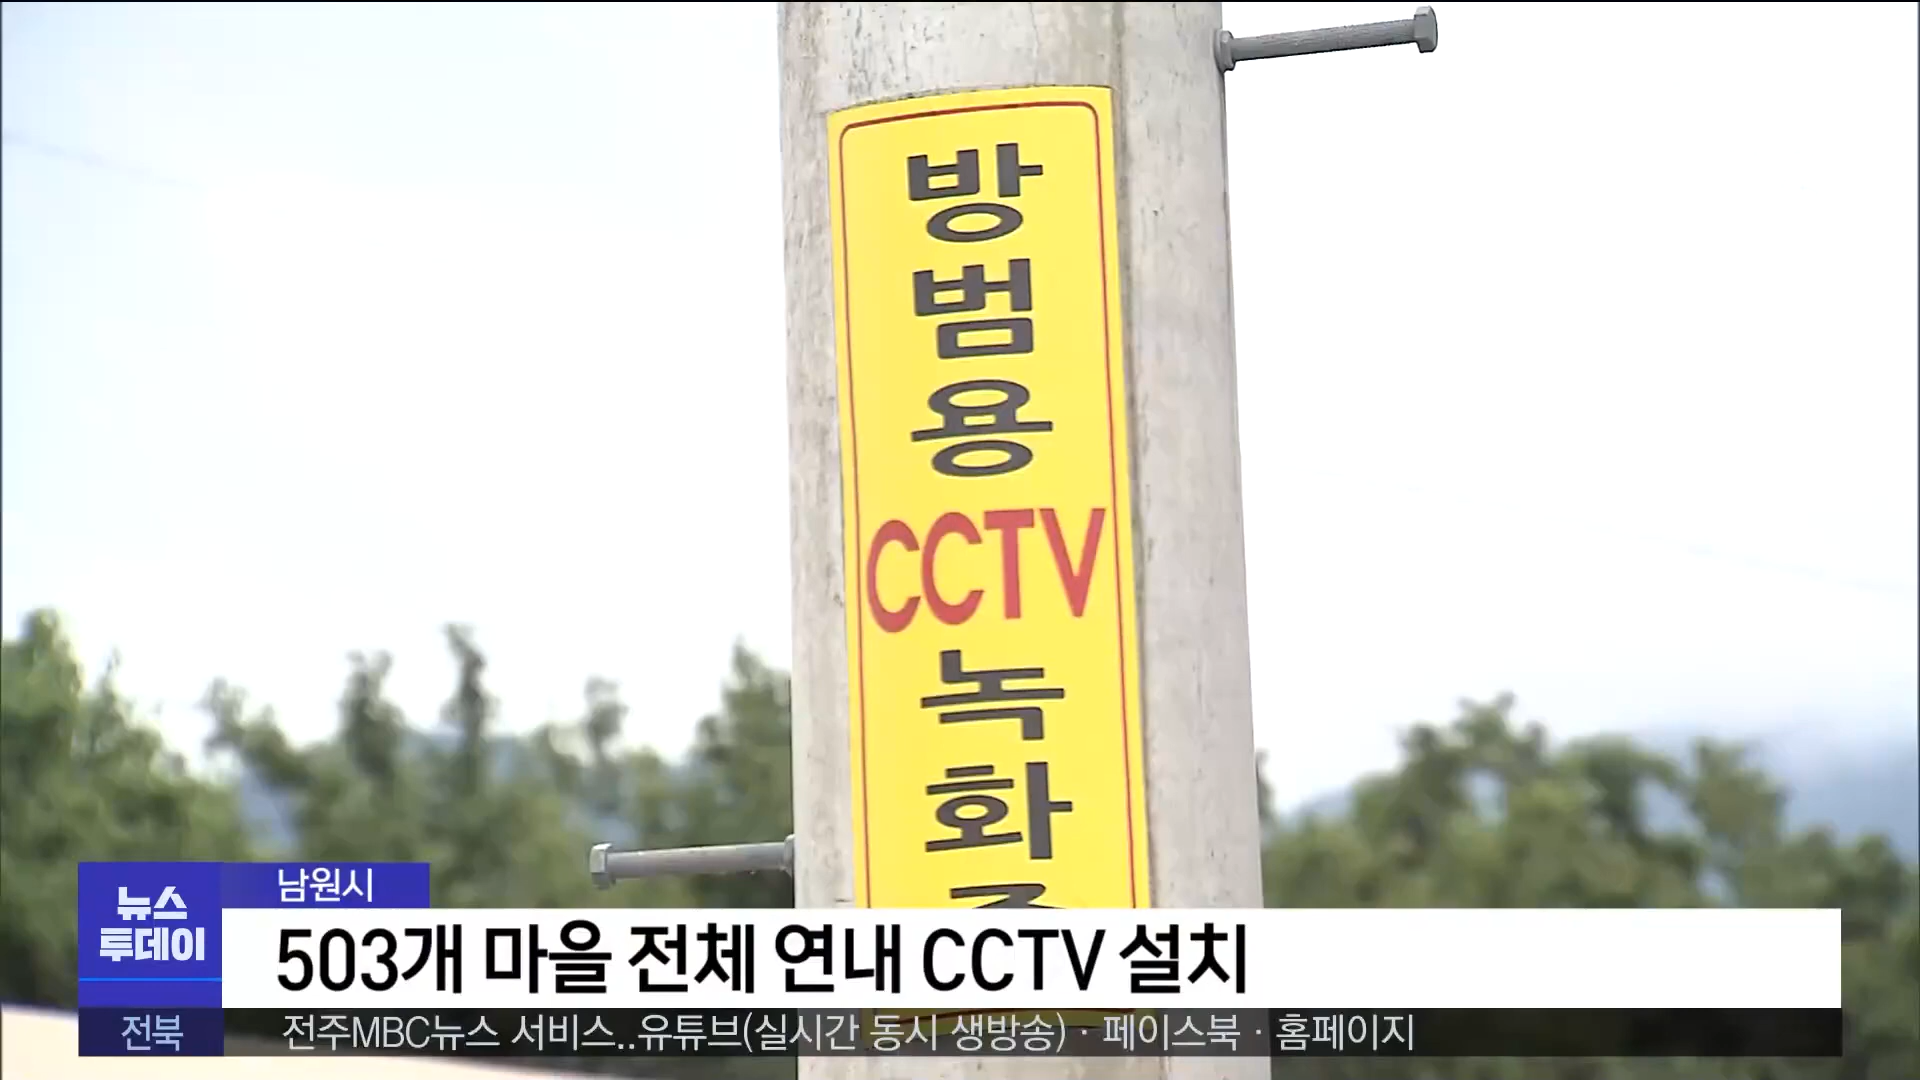 방
범
용
CCTV
녹
화
남원시
뉴스
투데이
503개 마을 전체 연내 CCTV 설치
전북
전주MBC뉴스 서비스..유튜브(실시간 동시 생방송)·페이스북·홈페이지